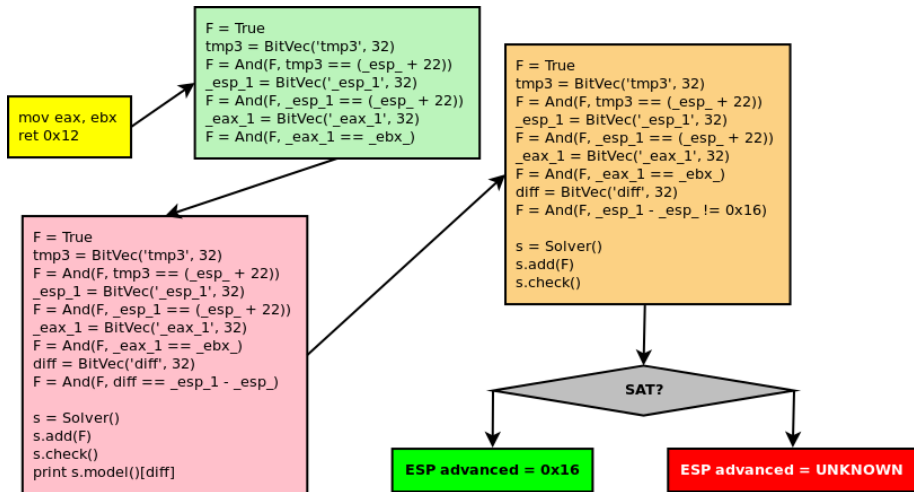 mov eax, ebx
ret 0x12
F = True
tmp3 = BitVec('tmp3', 32)
F = And(F, tmp3 == (_esp_ + 22))
_esp_1 = BitVec('_esp_1', 32)
F = And(F, _esp_1 == (_esp_ + 22))
_eax_1 = BitVec('_eax_1', 32)
F = And(F, _eax_1 == _ebx_)
F = True
tmp3 = BitVec('tmp3', 32)
F = And(F, tmp3 == (_esp_ + 22))
_esp_1 = BitVec('_esp_1', 32)
F = And(F, _esp_1 == (_esp_ + 22))
_eax_1 = BitVec('_eax_1', 32)
F = And(F, _eax_1 == _ebx_)
diff = BitVec('diff', 32)
F = And(F, diff == _esp_1 - _esp_)
s = Solver()
s.add(F)
s.check()
print s.model()[diff]
F = True
tmp3 = BitVec('tmp3', 32)
F = And(F, tmp3 == (_esp_ + 22))
_esp_1 = BitVec('_esp_1', 32)
F = And(F, _esp_1 == (_esp_ + 22))
_eax_1 = BitVec('_eax_1', 32)
F = And(F, _eax_1 == _ebx_)
diff = BitVec('diff', 32)
F = And(F, _esp_1 - _esp_ != 0x16)
s = Solver()
s.add(F)
s.check()
SAT?
ESP advanced = 0x16
ESP advanced = UNKNOWN